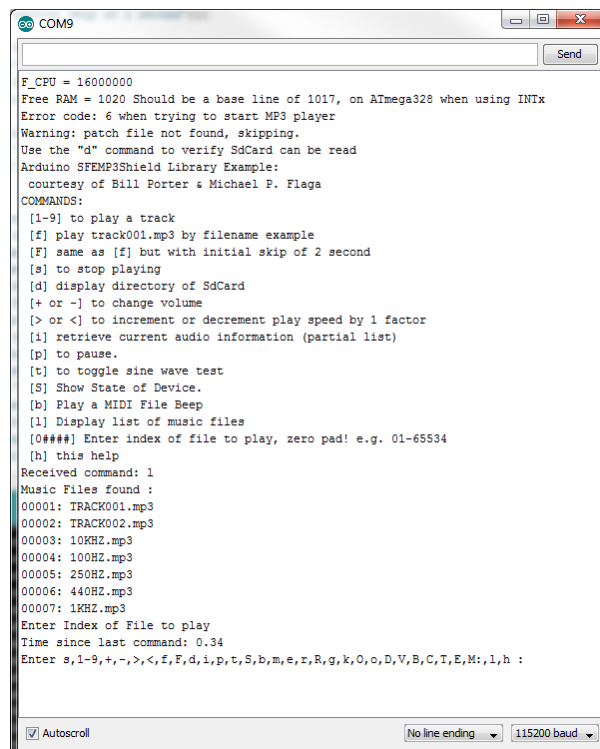 COM9
Send
F_CPU = 16000000
Free RAM = 1020 Should be a base line of 1017, on ATmega328 when using INTx
Error code: 6 when trying to start MP3 player
Warning: patch file not found, skipping.
Use the "d" command to verify SdCard can be read
Arduino SFEMP3Shield Library Example:
courtesy of Bill Porter & Michael P. Flaga
COMMANDS:
[1-9] to play a track
[f] play track001.mp3 by filename example
[F] same as [f] but with initial skip of 2 second
[s] to stop playing
[d] display directory of SdCard
[+ or -] to change volume
[> or <] to increment or decrement play speed by 1 factor
[i] retrieve current audio information (partial list)
[p] to pause.
[t] to toggle sine wave test
[S] Show State of Device.
[b] Play a MIDI File Beep
[l] Display list of music files
[0####] Enter index of file to play, zero pad! e.g. 01-65534
[h] this help
Received command: l
Music Files found :
00001: TRACK001.mp3
00002: TRACK002.mp3
00003: 10KHZ.mp3
00004: 100HZ.mp3
00005: 250HZ.mp3
00006: 440HZ.mp3
00007: 1KHZ.mp3
Enter Index of File to play
Time since last command: 0.34
Enter s,1-9,+,-,>,<,f,F,d,i,p,t,S,b,m,e,r,R,g,k,O,o,D,V,B,C,T,E,M:,l,h :
Autoscroll
No line ending
115200 baud